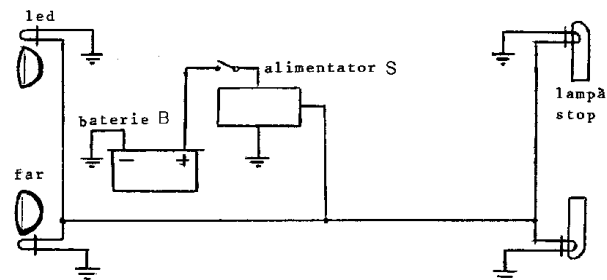 led
alimentator S
lampă
stop
baterie B
− +
far